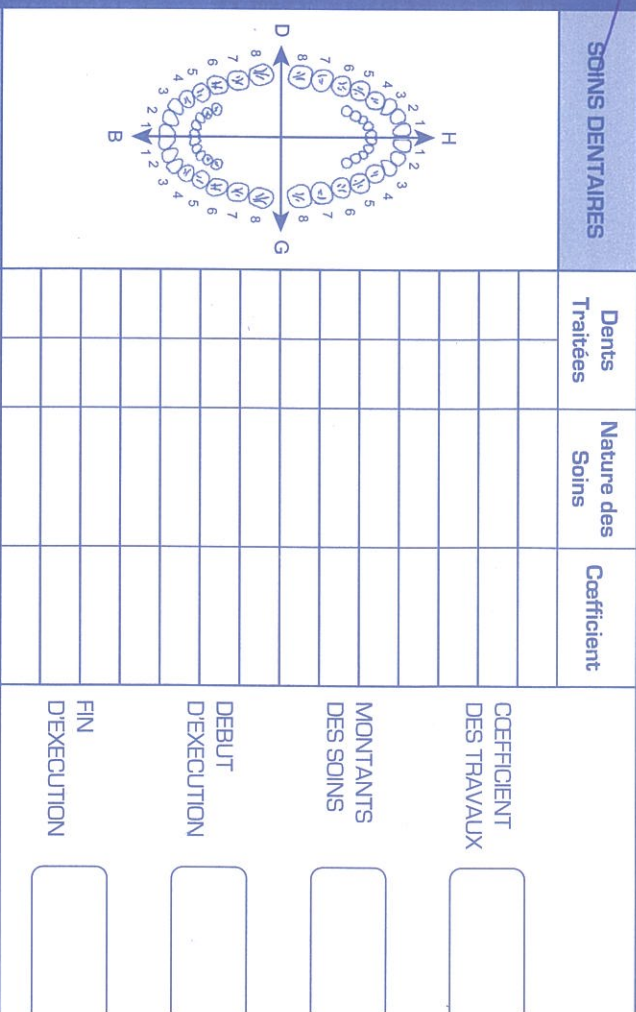 SOINS DENTAIRES
Dents
Traitées
Nature des
Soins
Cœfficient
H
2 1 1 2
3 3
4 4
5 5
6 6
7 7
8 8
D G
8 8
7 7
6 6
5 5
4 4
3 3
2 1 1 2
B
CŒFFICIENT
DES TRAVAUX
MONTANTS
DES SOINS
DEBUT
D'EXECUTION
FIN
D'EXECUTION